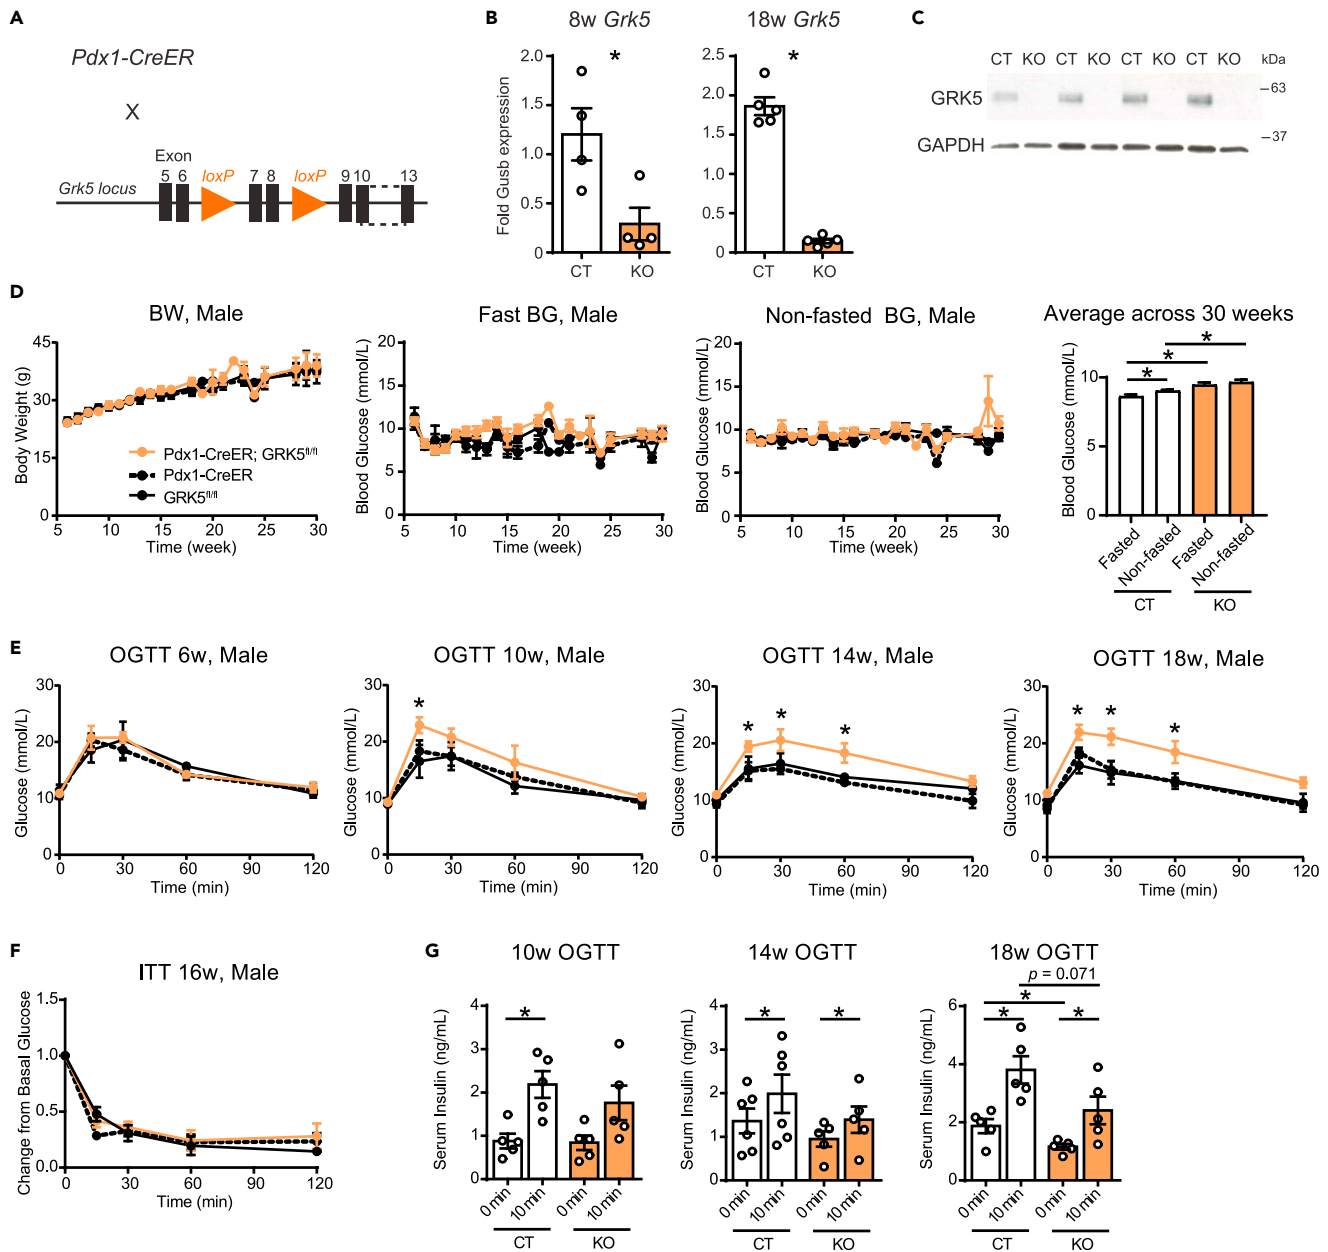 A
Pdx1-CreER
X
Exon
5 6 loxP 7 8 loxP 9 10 13
Grk5 locus
B
8w Grk5
18w Grk5
Fold Gusb expression
2.0
1.5
1.0
0.5
0
*
CT KO
2.5
2.0
1.5
1.0
0.5
0
*
CT KO
C
CT KO CT KO CT KO CT KO kDa
GRK5
–63
GAPDH
–37
D
BW, Male
Body Weight (g)
45
30
15
0
5 10 15 20 25 30
Time (week)
Pdx1-CreER; GRK5fl/fl
Pdx1-CreER
GRK5fl/fl
Fast BG, Male
Blood Glucose (mmol/L)
20
15
10
5
0
5 10 15 20 25 30
Time (week)
Non-fasted BG, Male
Blood Glucose (mmol/L)
20
15
10
5
0
5 10 15 20 25 30
Time (week)
Average across 30 weeks
Blood Glucose (mmol/L)
10
5
0
*
*
*
Fasted
Non-fasted
Fasted
Non-fasted
CT KO
E
OGTT 6w, Male
Glucose (mmol/L)
30
20
10
0
0 30 60 90 120
Time (min)
OGTT 10w, Male
Glucose (mmol/L)
30
20
10
0
*
0 30 60 90 120
Time (min)
OGTT 14w, Male
Glucose (mmol/L)
30
20
10
0
* * *
0 30 60 90 120
Time (min)
OGTT 18w, Male
Glucose (mmol/L)
30
20
10
0
* * *
0 30 60 90 120
Time (min)
F
ITT 16w, Male
Change from Basal Glucose
1.5
1.0
0.5
0.0
0 30 60 90 120
Time (min)
G
10w OGTT
Serum Insulin (ng/mL)
4
3
2
1
0
*
0 min
10 min
0 min
10 min
CT KO
14w OGTT
Serum Insulin (ng/mL)
4
3
2
1
0
* *
0 min
10 min
0 min
10 min
CT KO
18w OGTT
p = 0.071
Serum Insulin (ng/mL)
6
4
2
0
*
* *
0 min
10 min
0 min
10 min
CT KO